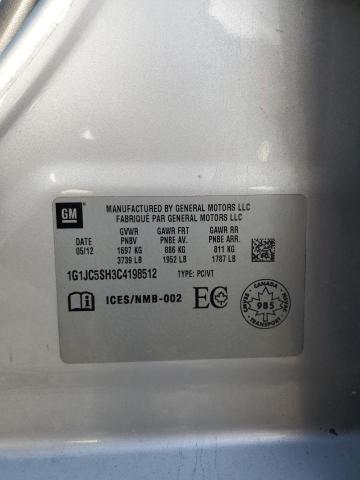 GM
MANUFACTURED BY GENERAL MOTORS LLC
FABRIQUÉ PAR GENERAL MOTORS LLC
DATE GVWR GAWR FRT GAWR RR
PNBV PNBE AV. PNBE ARR.
05/12 1697 KG 886 KG 811 KG
3739 LB 1952 LB 1787 LB
1G1JC5SH3C4198512 TYPE: PC/VT
ICES/NMB-002 EC
CANADA
985
TRANSPORT